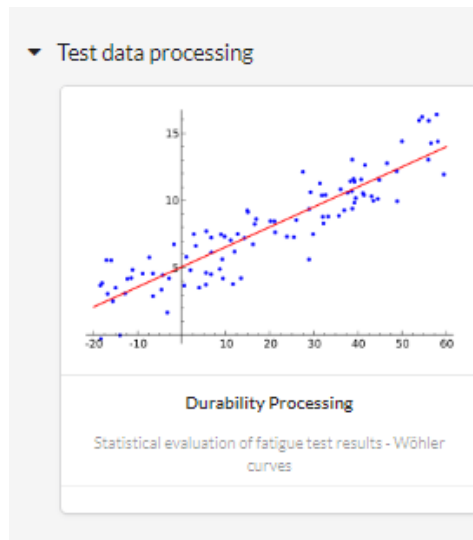 Test data processing
15
10
5
-20 -10 10 20 30 40 50 60
Durability Processing
Statistical evaluation of fatigue test results - Wöhler
curves